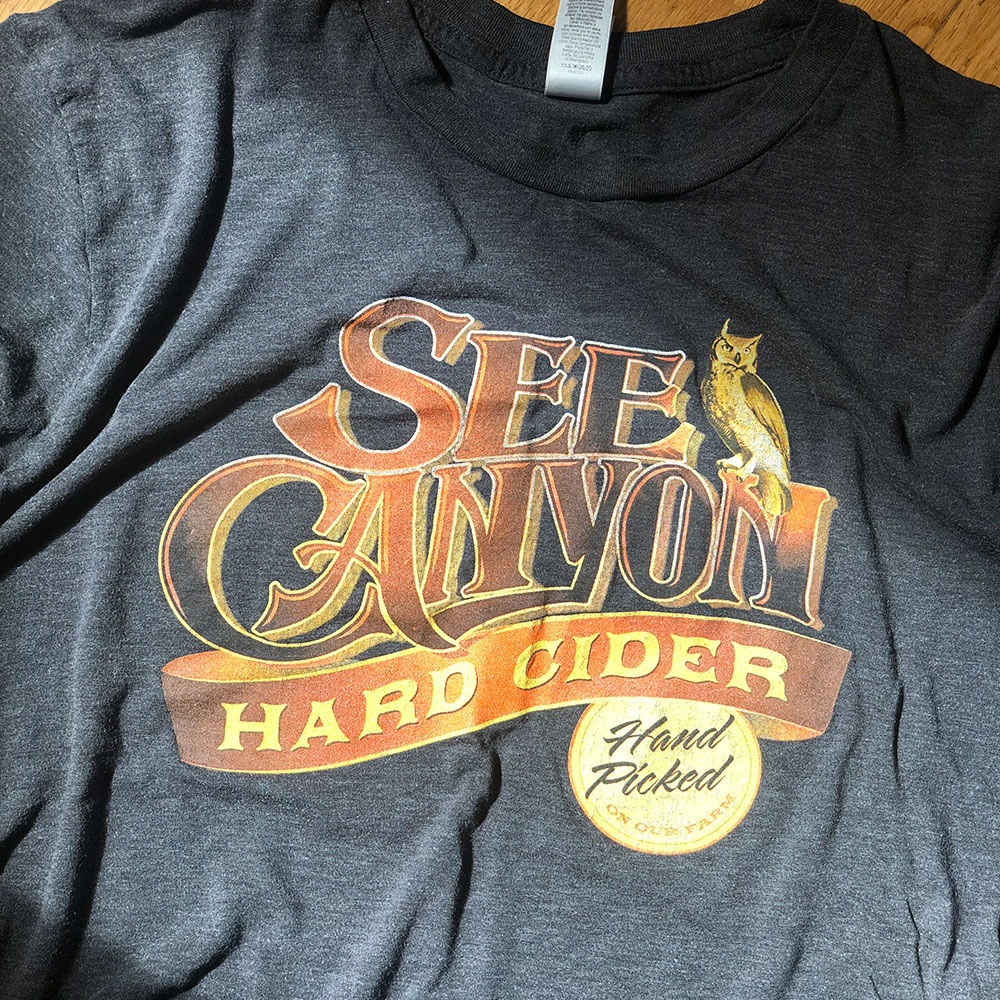 SEE
CANYON
HARD CIDER
Hand
Picked
ON OUR FARM